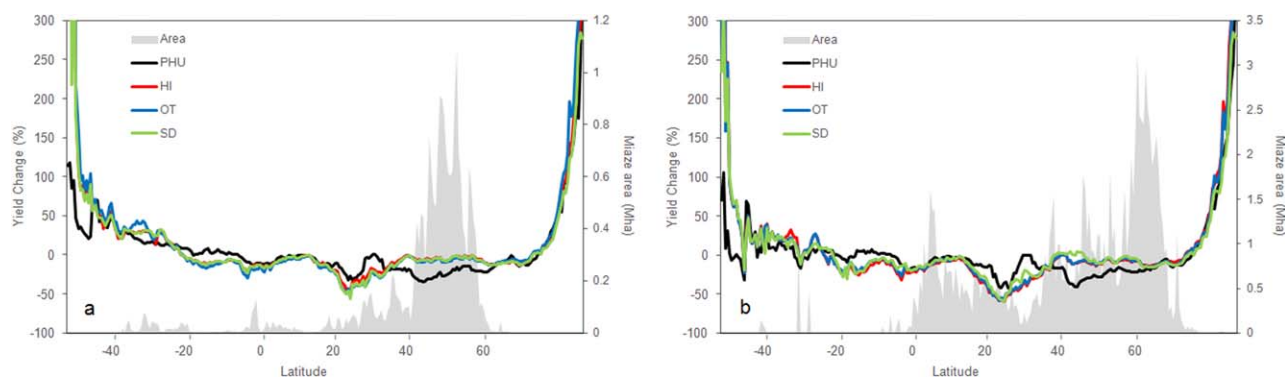 300
250
200
150
100
50
0
-50
-100
Yield Change (%)
Area
PHU
HI
OT
SD
a
1.2
1
0.8
0.6
0.4
0.2
0
Miaze area (Mha)
-40
-20
0
20
40
60
Latitude
300
250
200
150
100
50
0
-50
-100
Yield Change (%)
Area
PHU
HI
OT
SD
b
3.5
3
2.5
2
1.5
1
0.5
0
Miaze area (Mha)
-40
-20
0
20
40
60
Latitude